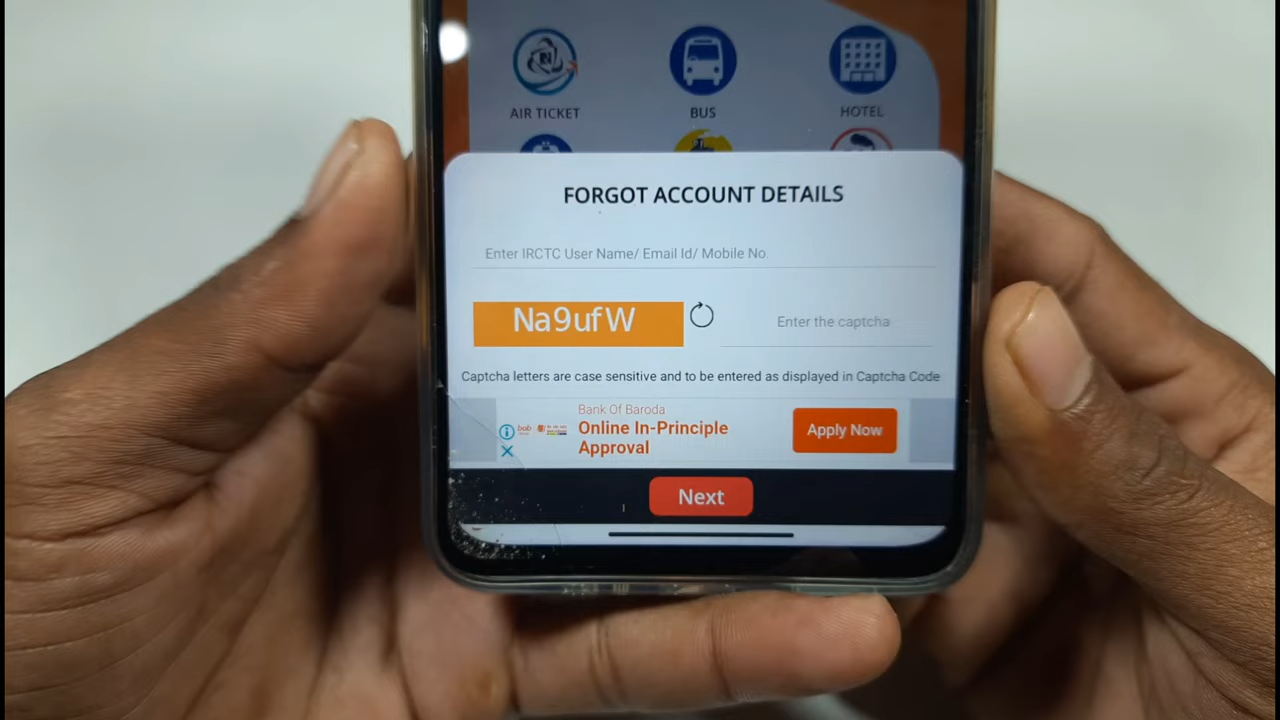 AIR TICKET
BUS
HOTEL
FORGOT ACCOUNT DETAILS
Enter IRCTC User Name/ Email Id/ Mobile No.
Na9ufW
Enter the captcha
Captcha letters are case sensitive and to be entered as displayed in Captcha Code
bob
Bank Of Baroda
Online In-Principle
Approval
Apply Now
Next